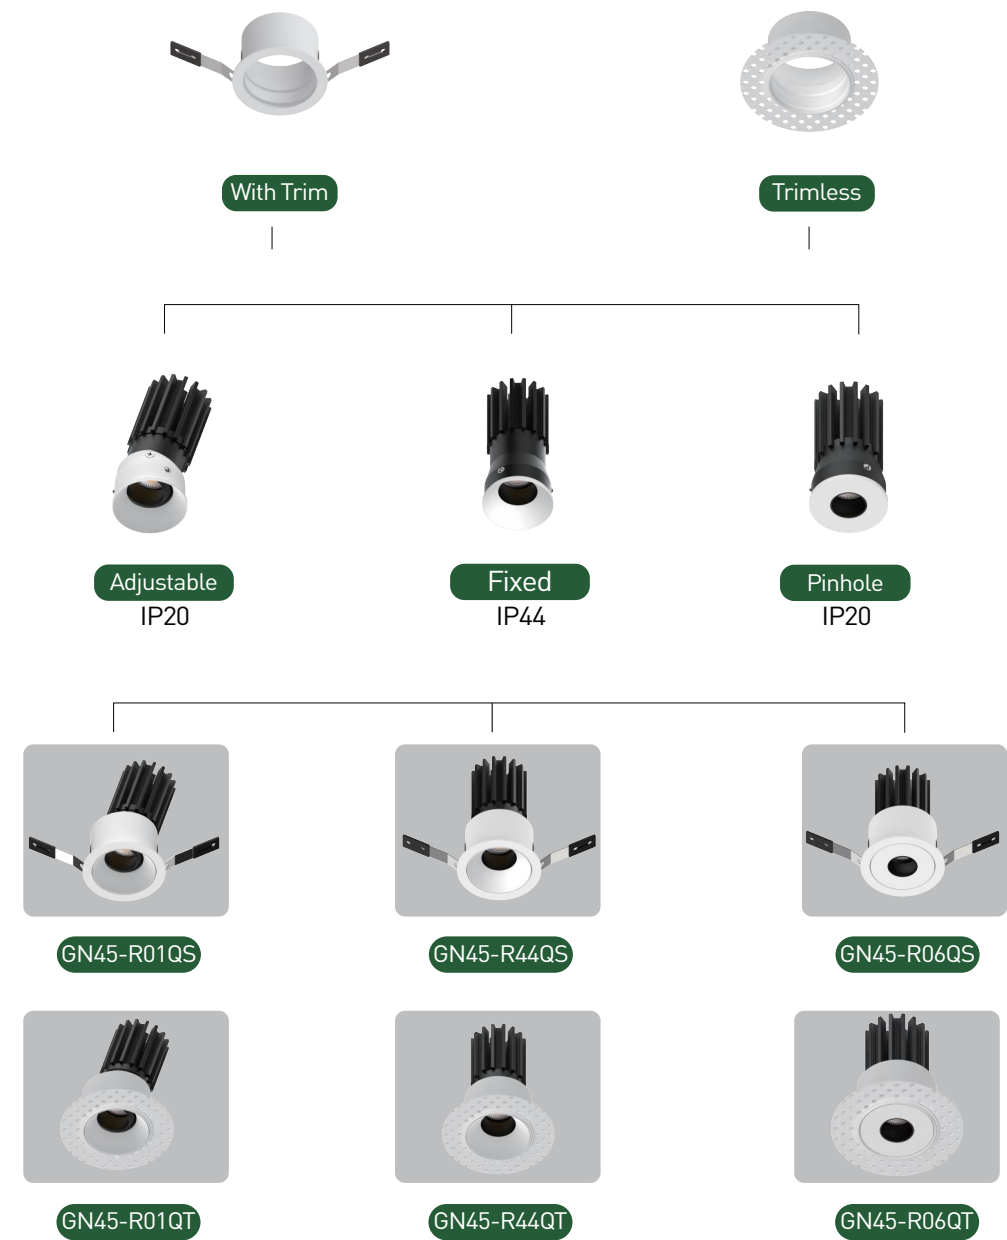 With Trim
Trimless
Adjustable
Fixed
Pinhole
IP20
IP44
IP20
GN45-R01QS
GN45-R44QS
GN45-R06QS
GN45-R01QT
GN45-R44QT
GN45-R06QT